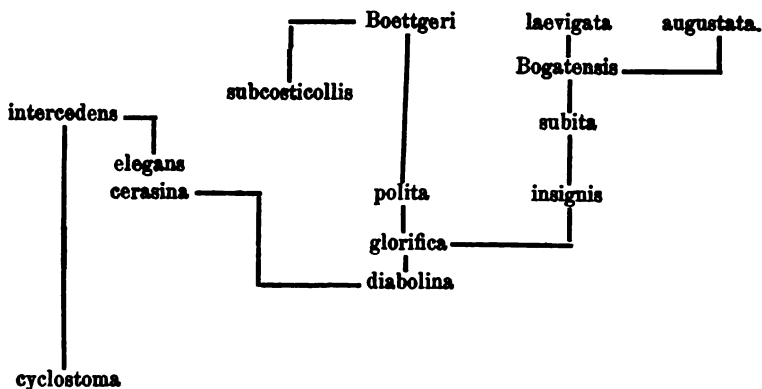 Boettgeri laevigata augustata.
Bogatensis
subcosticollis
intercedens
subita
elegans
cerasina polita insignis
glorifica
diabolina
cyclostoma